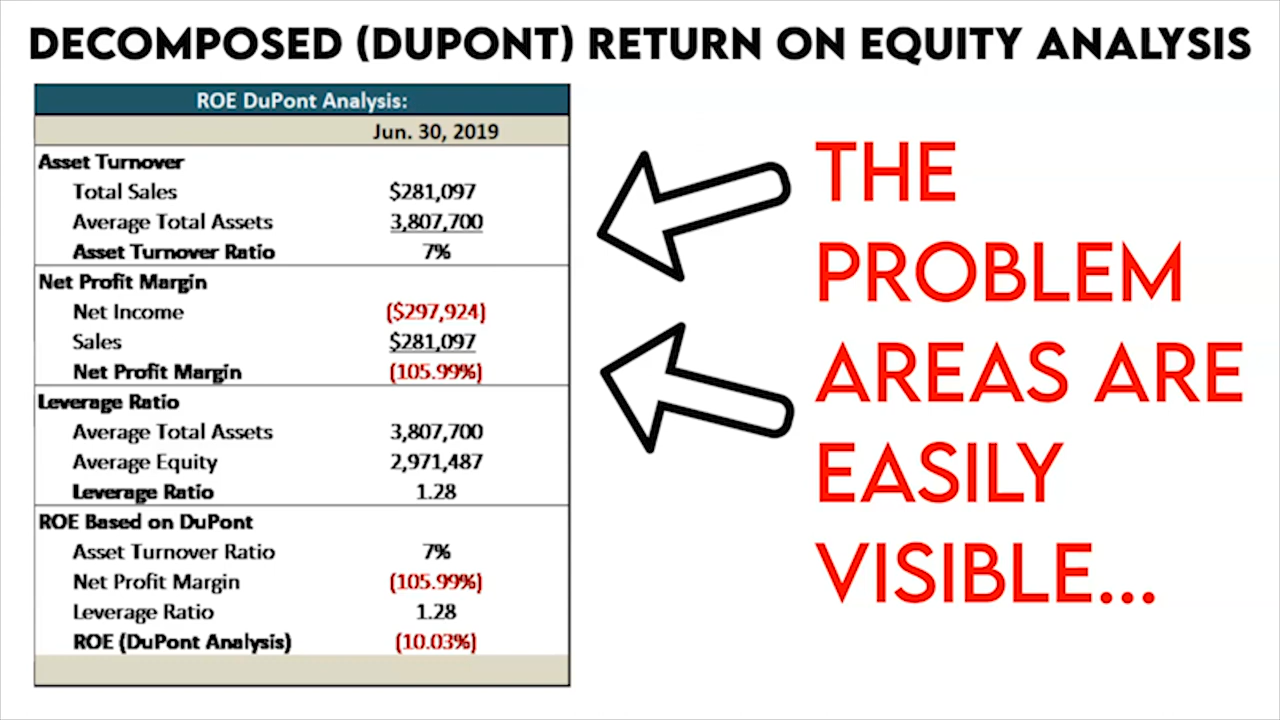 DECOMPOSED (DUPONT) RETURN ON EQUITY ANALYSIS
ROE DuPont Analysis:
Jun. 30, 2019
Asset Turnover
Total Sales $281,097
Average Total Assets 3,807,700
Asset Turnover Ratio 7%
Net Profit Margin
Net Income ($297,924)
Sales $281,097
Net Profit Margin (105.99%)
Leverage Ratio
Average Total Assets 3,807,700
Average Equity 2,971,487
Leverage Ratio 1.28
ROE Based on DuPont
Asset Turnover Ratio 7%
Net Profit Margin (105.99%)
Leverage Ratio 1.28
ROE (DuPont Analysis) (10.03%)
THE
PROBLEM
AREAS ARE
EASILY
VISIBLE...